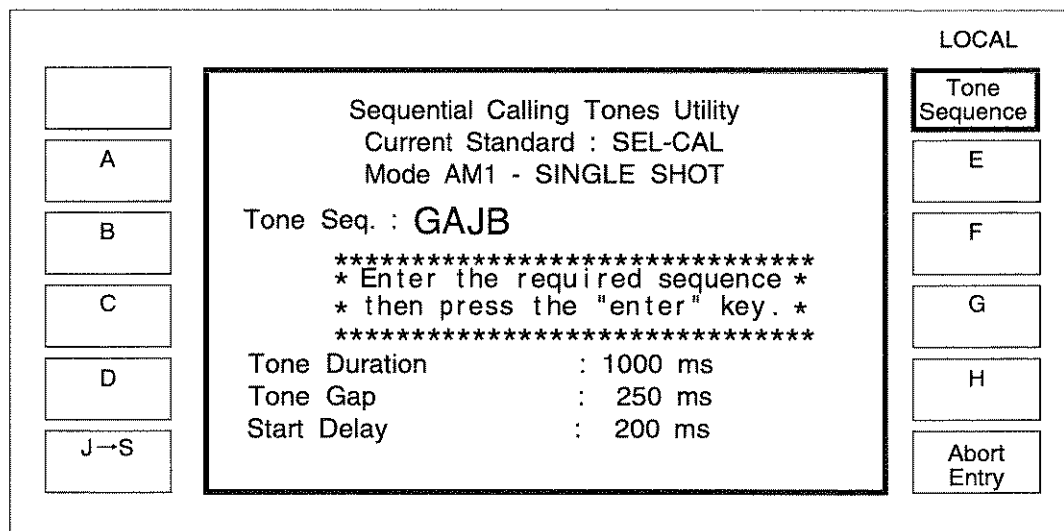 LOCAL
Tone
Sequence
A
B
C
D
J→S
Sequential Calling Tones Utility
Current Standard : SEL-CAL
Mode AM1 - SINGLE SHOT
Tone Seq. : GAJB
*******************************
* Enter the required sequence *
* then press the "enter" key. *
*******************************
Tone Duration : 1000 ms
Tone Gap : 250 ms
Start Delay : 200 ms
E
F
G
H
Abort
Entry